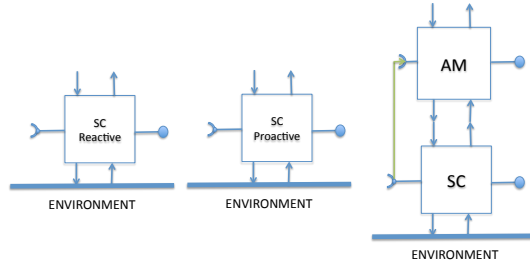 SC
Reactive
ENVIRONMENT
SC
Proactive
ENVIRONMENT
AM
SC
ENVIRONMENT